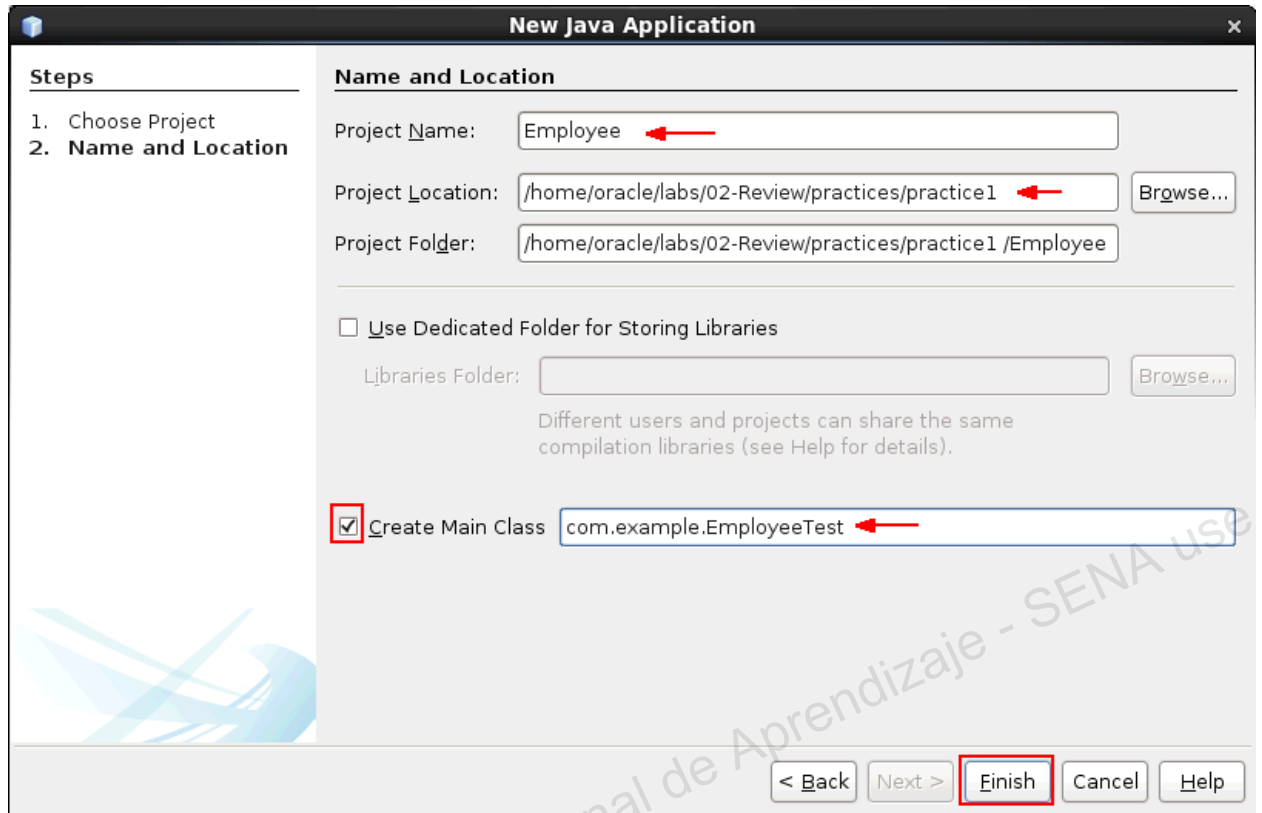 New Java Application
Steps
1. Choose Project
2. Name and Location
Name and Location
Project Name: Employee
Project Location: /home/oracle/labs/02-Review/practices/practice1 Browse...
Project Folder: /home/oracle/labs/02-Review/practices/practice1 /Employee
Use Dedicated Folder for Storing Libraries
Libraries Folder: Browse...
Different users and projects can share the same
compilation libraries (see Help for details).
Create Main Class com.example.EmployeeTest
de Aprendizaje - SENA use
< Back Next > Finish Cancel Help